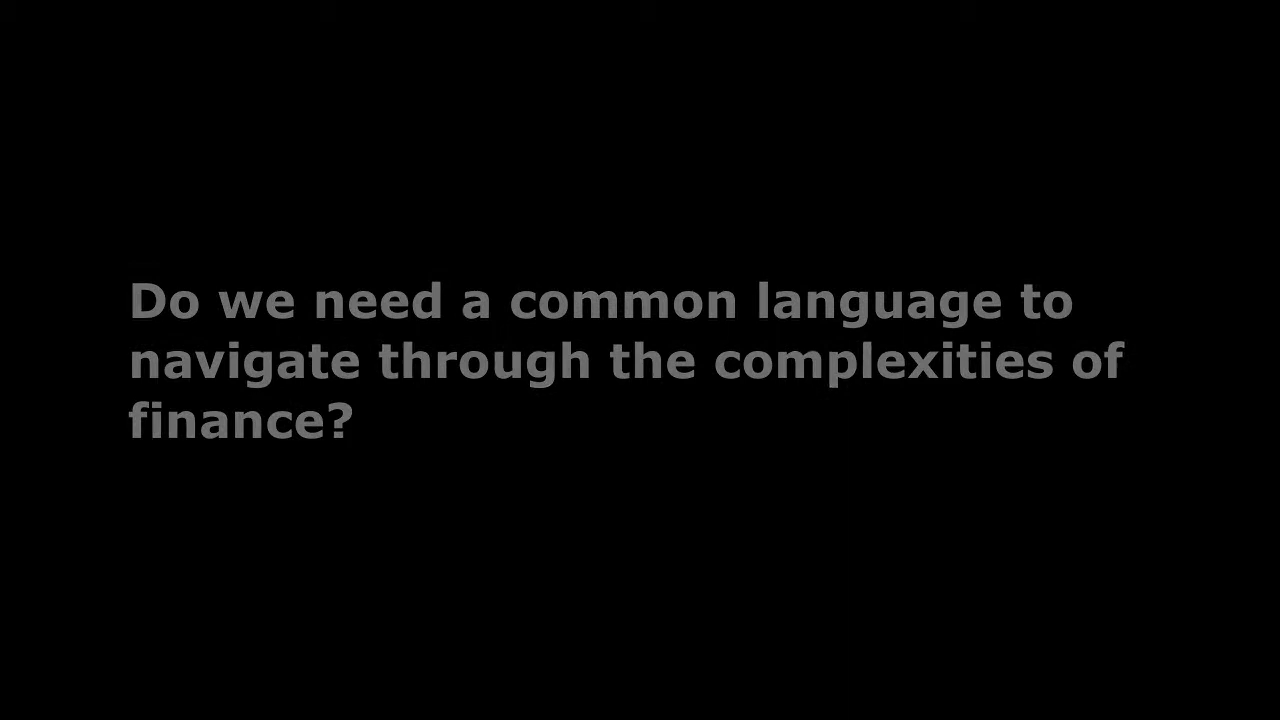 Do we need a common language to
navigate through the complexities of
finance?